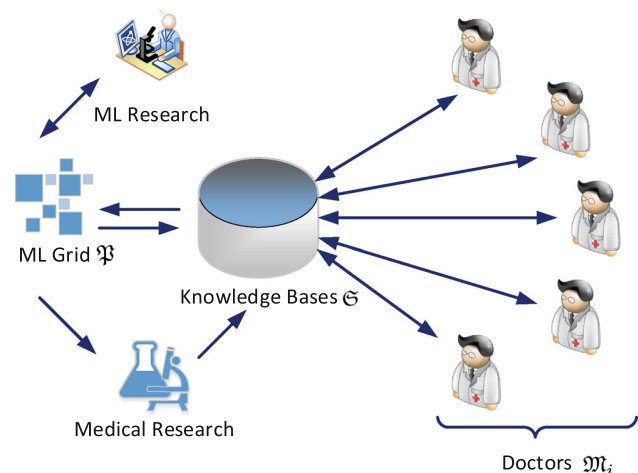 ML Research
ML Grid 𝔓
Knowledge Bases 𝔖
Medical Research
Doctors 𝔐ᵢ